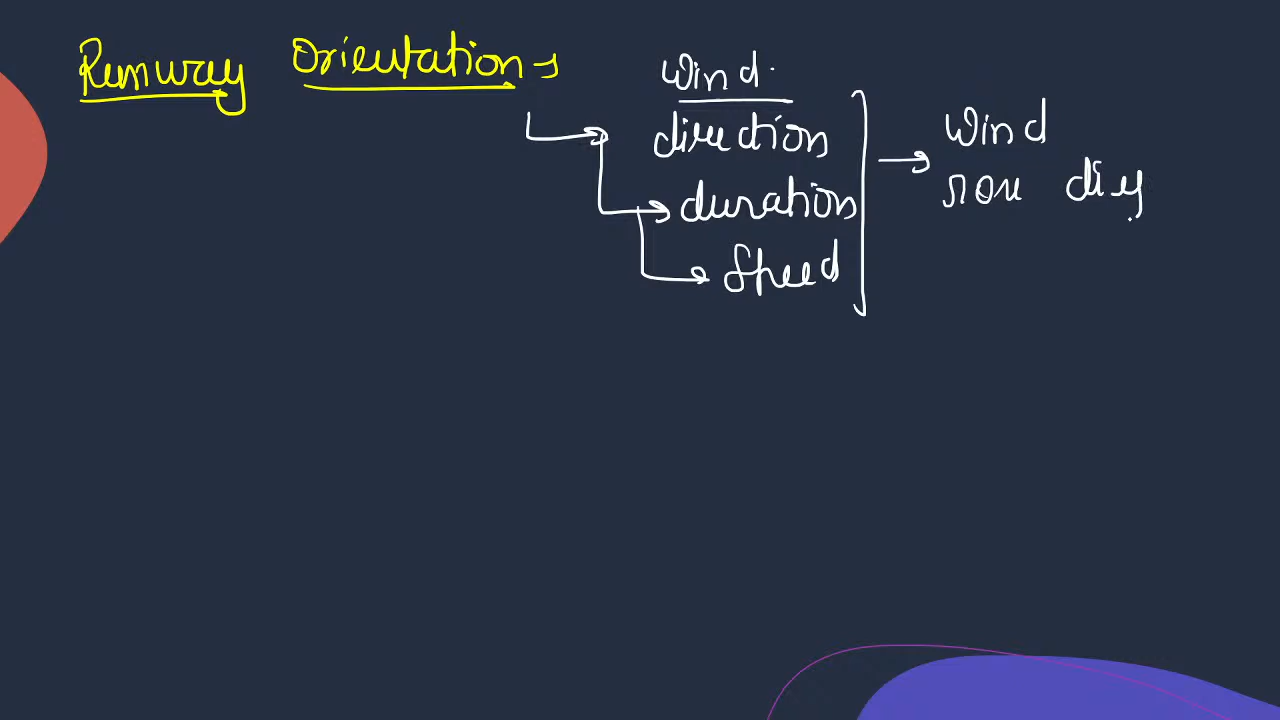 Runway Orientation
Wind
direction
duration
Speed
Wind
rose dig